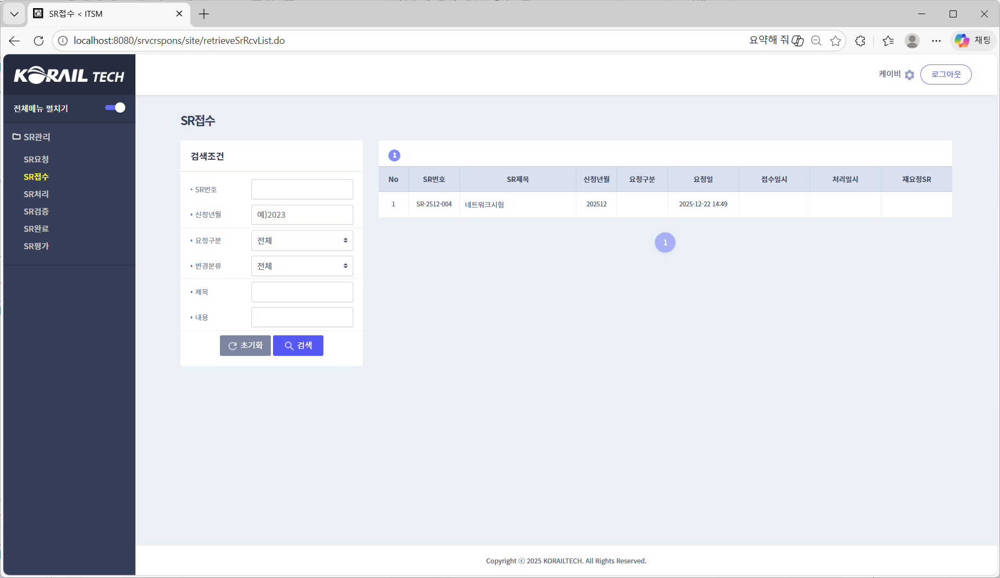 SR접수 < ITSM
localhost:8080/srvcrspons/site/retrieveSrRcvList.do
요약해 줘
채팅
KORAIL TECH
케이비
로그아웃
전체메뉴 펼치기
SR관리
SR요청
SR접수
SR처리
SR검증
SR완료
SR평가
SR접수
검색조건
SR번호
신청년월 예)2023
요청구분 전체
변경분류 전체
제목
내용
초기화 검색
1
No SR번호 SR제목 신청년월 요청구분 요청일 접수일시 처리일시 재요청SR
1 SR-2512-004 네트워크시험 202512 2025-12-22 14:49
1
Copyright ⓒ 2025 KORAILTECH. All Rights Reserved.